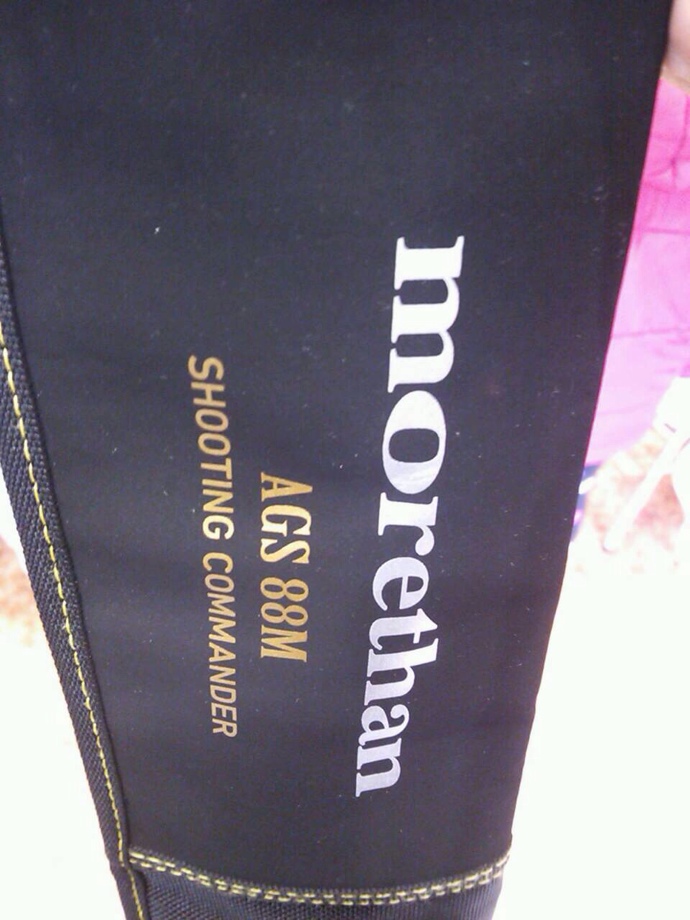 morethan
AGS 88M
SHOOTING COMMANDER